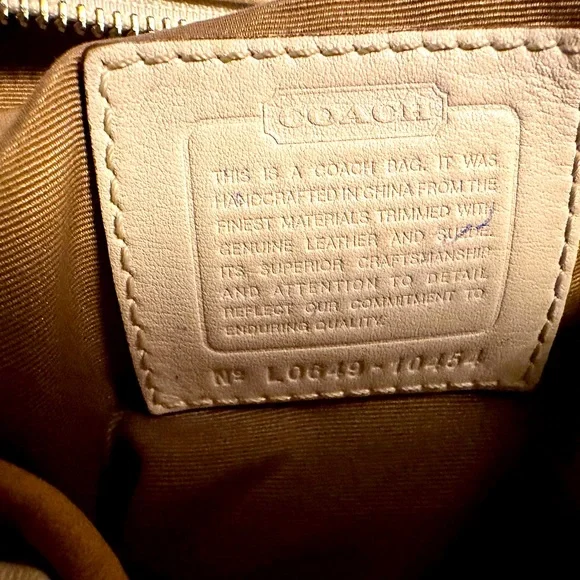 COACH
THIS IS A COACH BAG. IT WAS
HANDCRAFTED IN CHINA FROM THE
FINEST MATERIALS, TRIMMED WITH
GENUINE LEATHER AND SUEDE.
ITS SUPERIOR CRAFTSMANSHIP
AND ATTENTION TO DETAIL
REFLECT OUR COMMITMENT TO
ENDURING QUALITY.
Nº L0649-10454